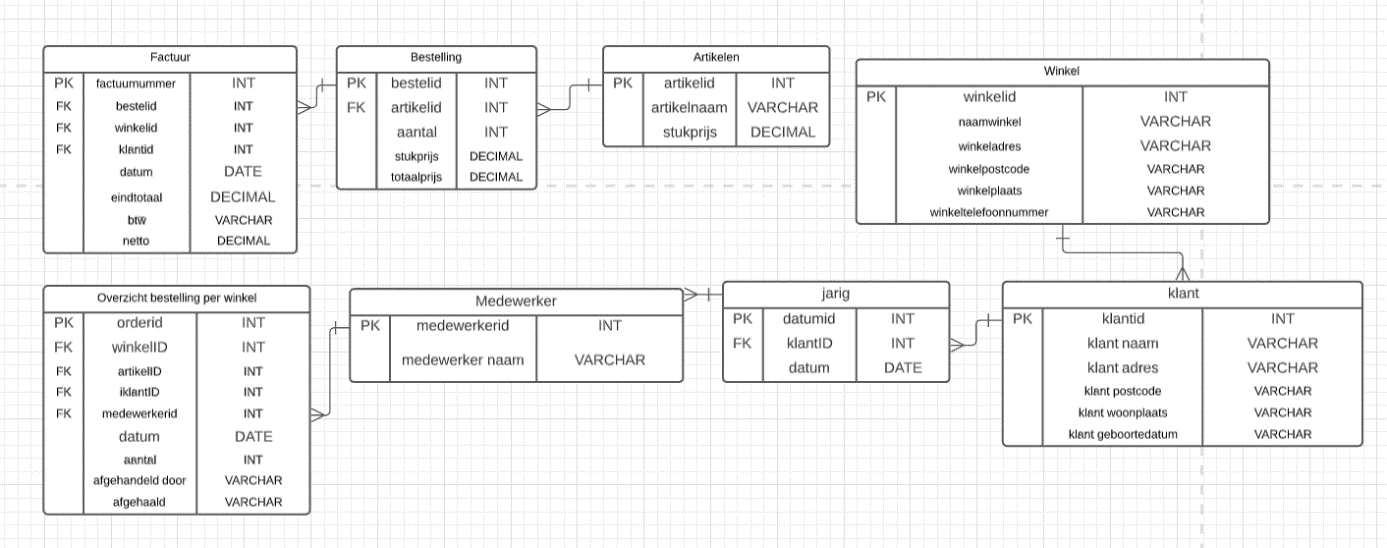 Factuur
PK factuurnummer INT
FK bestelid INT
FK winkelid INT
FK klantid INT
datum DATE
eindtotaal DECIMAL
btw VARCHAR
netto DECIMAL
Bestelling
PK bestelid INT
FK artikelid INT
aantal INT
stukprijs DECIMAL
totaalprijs DECIMAL
Artikelen
PK artikelid INT
artikelnaam VARCHAR
stukprijs DECIMAL
Winkel
PK winkelid INT
naamwinkel VARCHAR
winkeladres VARCHAR
winkelpostcode VARCHAR
winkelplaats VARCHAR
winkeltelefoonnummer VARCHAR
Overzicht bestelling per winkel
PK orderid INT
FK winkelID INT
FK artikelID INT
FK iklantID INT
FK medewerkerid INT
datum DATE
aantal INT
afgehandeld door VARCHAR
afgehaald VARCHAR
Medewerker
PK medewerkerid INT
medewerker naam VARCHAR
jarig
PK datumid INT
FK klantID INT
datum DATE
klant
PK klantid INT
klant naam VARCHAR
klant adres VARCHAR
klant postcode VARCHAR
klant woonplaats VARCHAR
klant geboortedatum VARCHAR